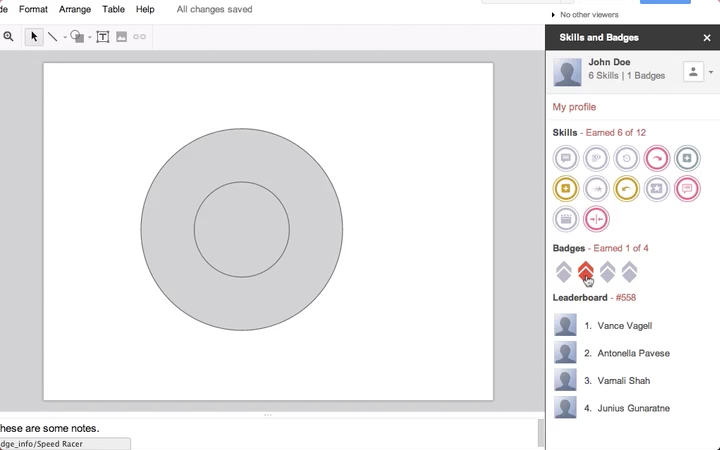 de Format Arrange Table Help All changes saved
No other viewers
Skills and Badges
John Doe
6 Skills | 1 Badges
My profile
Skills - Earned 6 of 12
Badges - Earned 1 of 4
Leaderboard - #558
1. Vance Vagell
2. Antonella Pavese
3. Vamali Shah
4. Junius Gunaratne
hese are some notes.
dge_info/Speed Racer